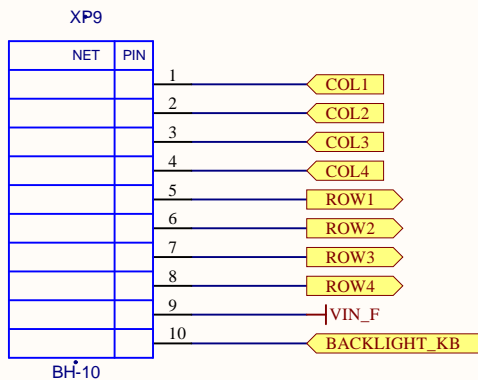 XP9
NET PIN
1 COL1
2 COL2
3 COL3
4 COL4
5 ROW1
6 ROW2
7 ROW3
8 ROW4
9 VIN_F
10 BACKLIGHT_KB
BH-10